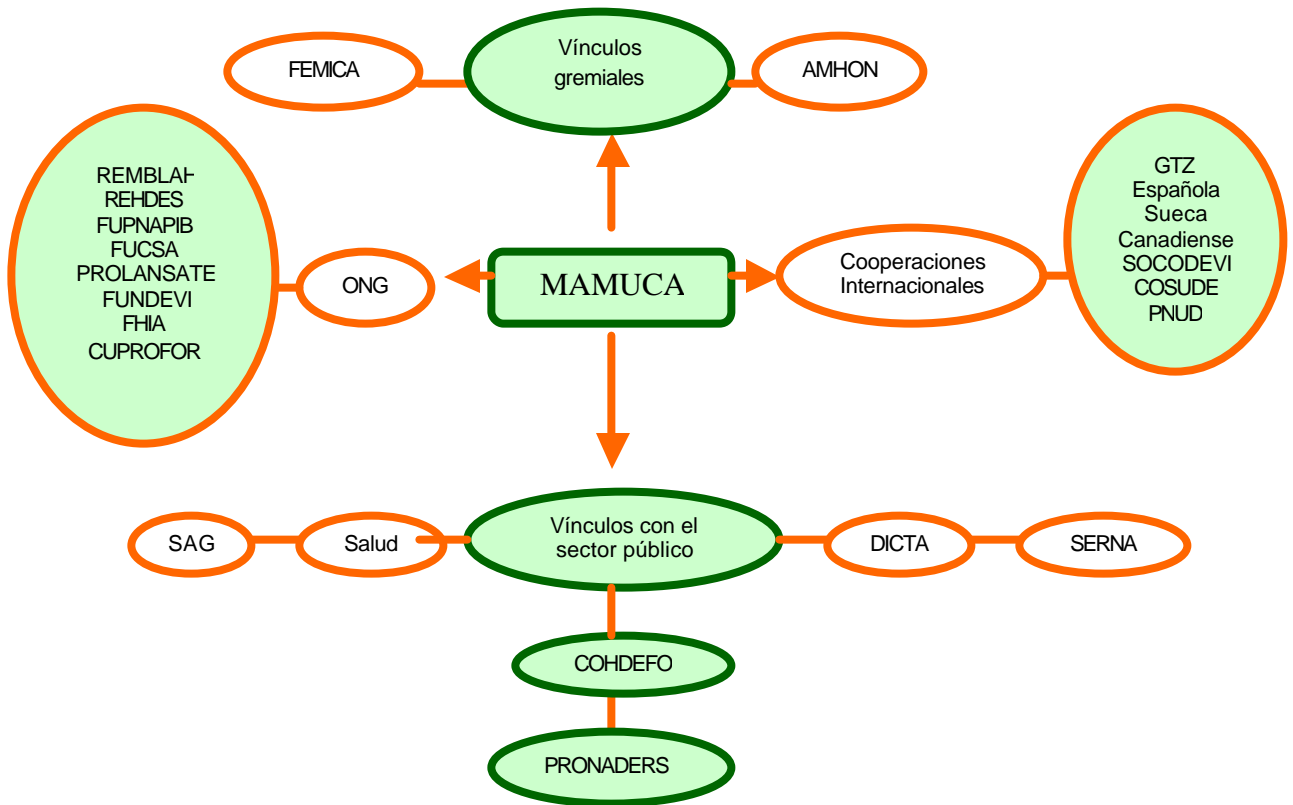 Vínculos
gremiales
FEMICA
AMHON
REMBLAH
REHDES
FUPNAPIB
FUCSA
PROLANSATE
FUNDEVI
FHIA
CUPROFOR
ONG
MAMUCA
Cooperaciones
Internacionales
GTZ
Española
Sueca
Canadiense
SOCODEVI
COSUDE
PNUD
SAG
Salud
Vínculos con el
sector público
DICTA
SERNA
COHDEFO
PRONADERS